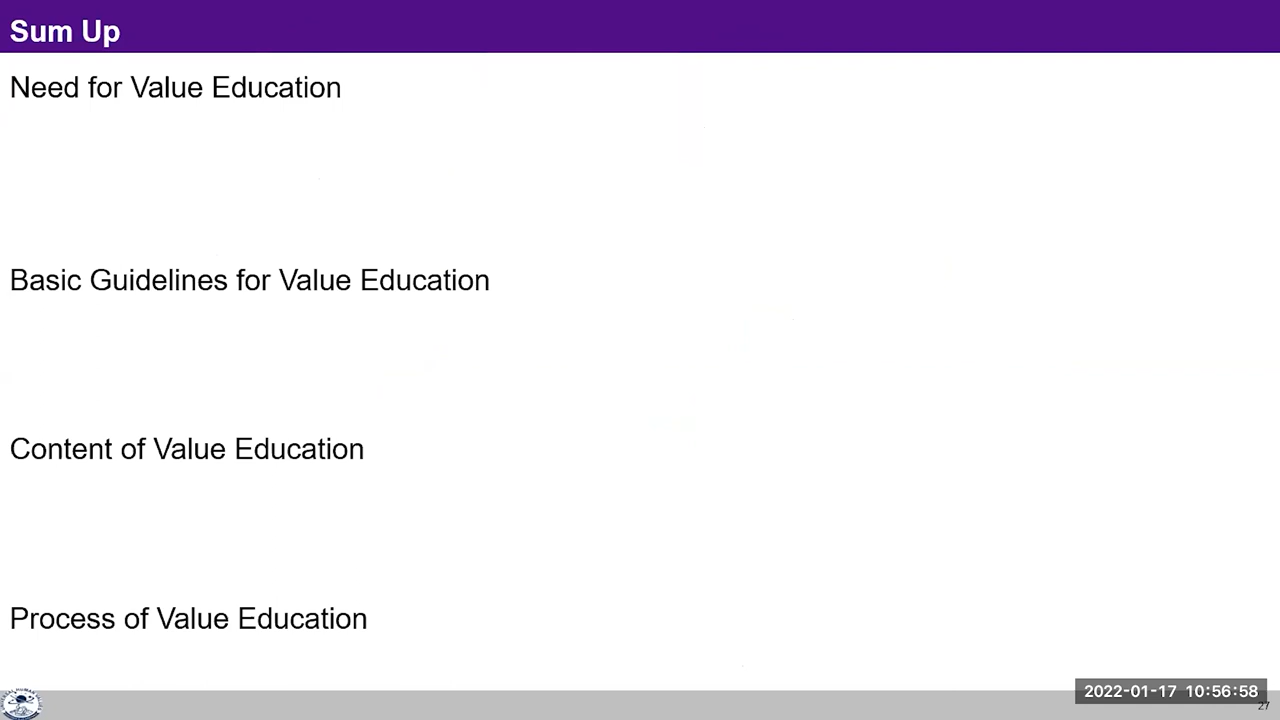 Sum Up
Need for Value Education
Basic Guidelines for Value Education
Content of Value Education
Process of Value Education
2022-01-17 10:56:58
27